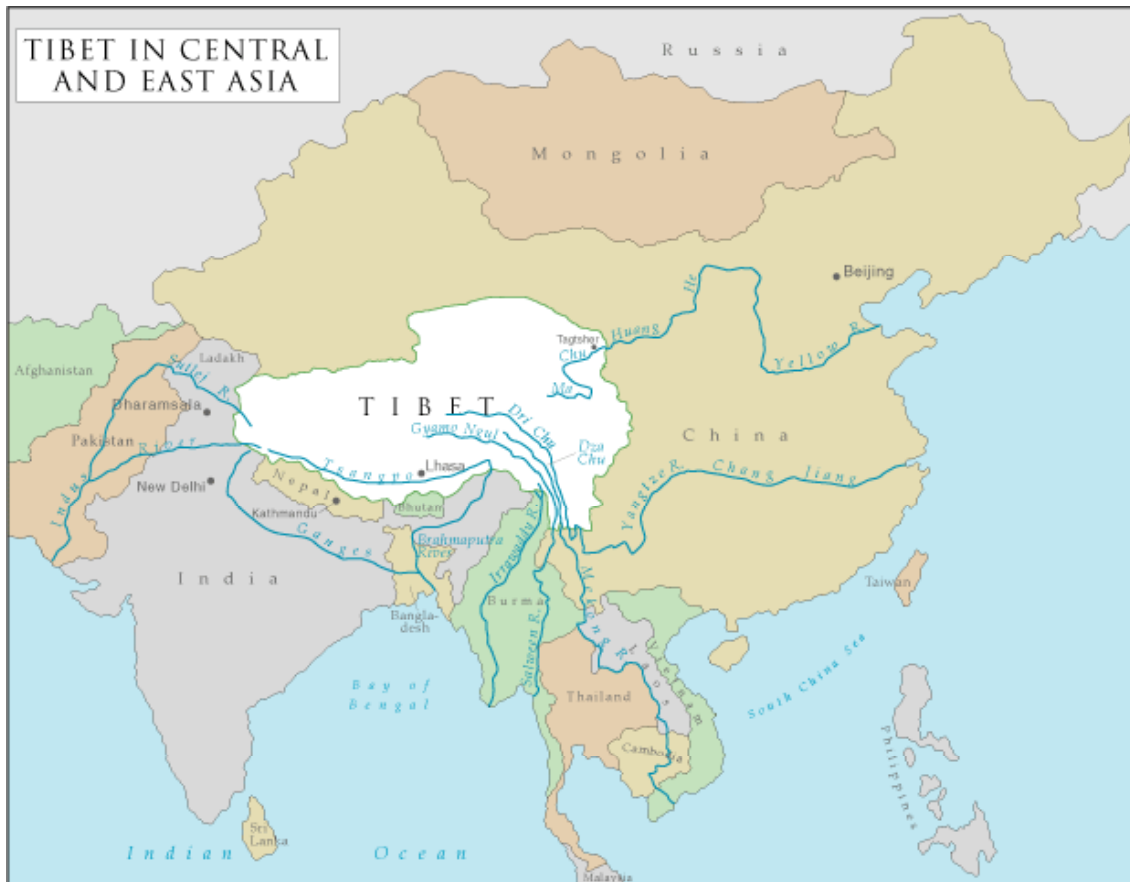 TIBET IN CENTRAL
AND EAST ASIA
Russia
Mongolia
Beijing
Huang He
Yellow R.
Tagtsher
Chu
Ma
Afghanistan
Ladakh
Sutlej R.
Dharamsala
Pakistan
TIBET
Dri Chu
Gyamo Ngul
Dza
Chu
China
Indus
River
Tsangpo
Lhasa
Yangtze R.
Chang Jiang
New Delhi
Nepal
Kathmandu
Bhutan
Ganges
Brahmaputra
River
Irrawaddy R.
India
Burma
Mekong R.
Taiwan
Bangla-
desh
Salween R.
Laos
Vietnam
Bay of
Bengal
Thailand
South China Sea
Cambodia
Philippines
Sri
Lanka
Indian Ocean
Malaysia